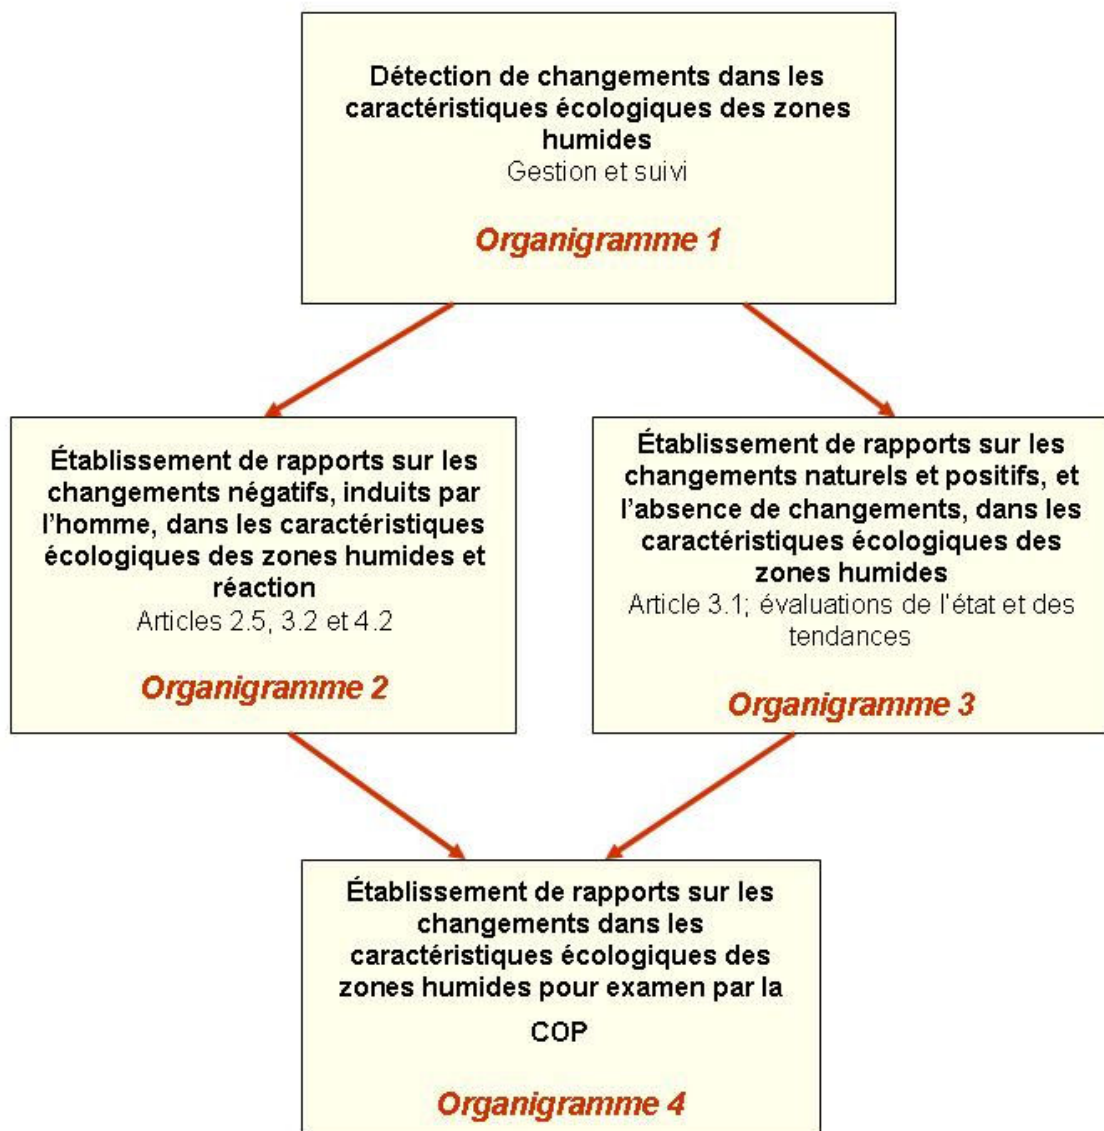 Détection de changements dans les
caractéristiques écologiques des zones
humides
Gestion et suivi
Organigramme 1
Établissement de rapports sur les
changements négatifs, induits par
l'homme, dans les caractéristiques
écologiques des zones humides et
réaction
Articles 2.5, 3.2 et 4.2
Organigramme 2
Établissement de rapports sur les
changements naturels et positifs, et
l'absence de changements, dans les
caractéristiques écologiques des
zones humides
Article 3.1; évaluations de l'état et des
tendances
Organigramme 3
Établissement de rapports sur les
changements dans les
caractéristiques écologiques des
zones humides pour examen par la
COP
Organigramme 4